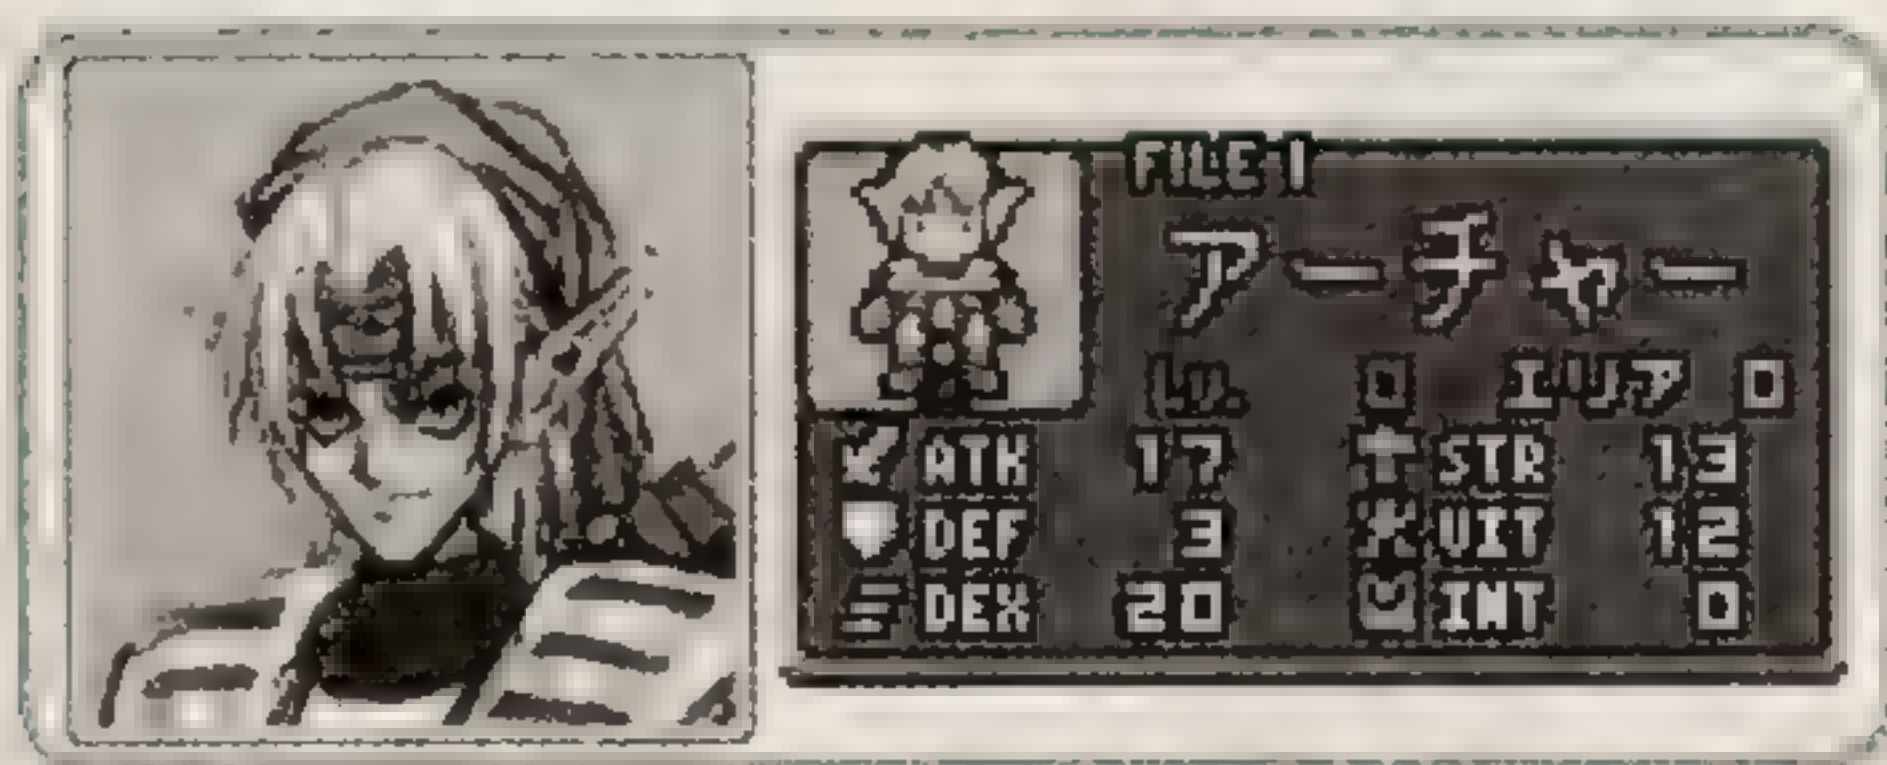 FILE 1
アーチャー
Lv. 0 エリア 0
ATK 17 STR 13
DEF 3 VIT 12
DEX 20 INT 0